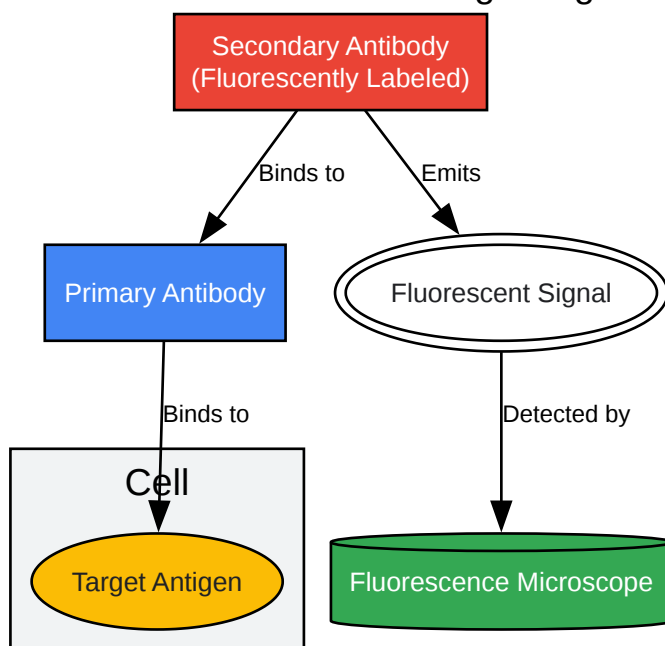 Secondary Antibody
(Fluorescently Labeled)
Binds to
Emits
Primary Antibody
Fluorescent Signal
Binds to
Detected by
Cell
Target Antigen
Fluorescence Microscope